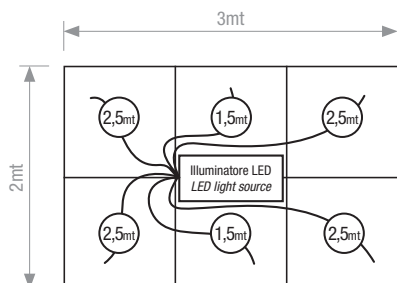 3mt
2mt
2,5mt
1,5mt
2,5mt
Illuminatore LED
LED light source
2,5mt
1,5mt
2,5mt